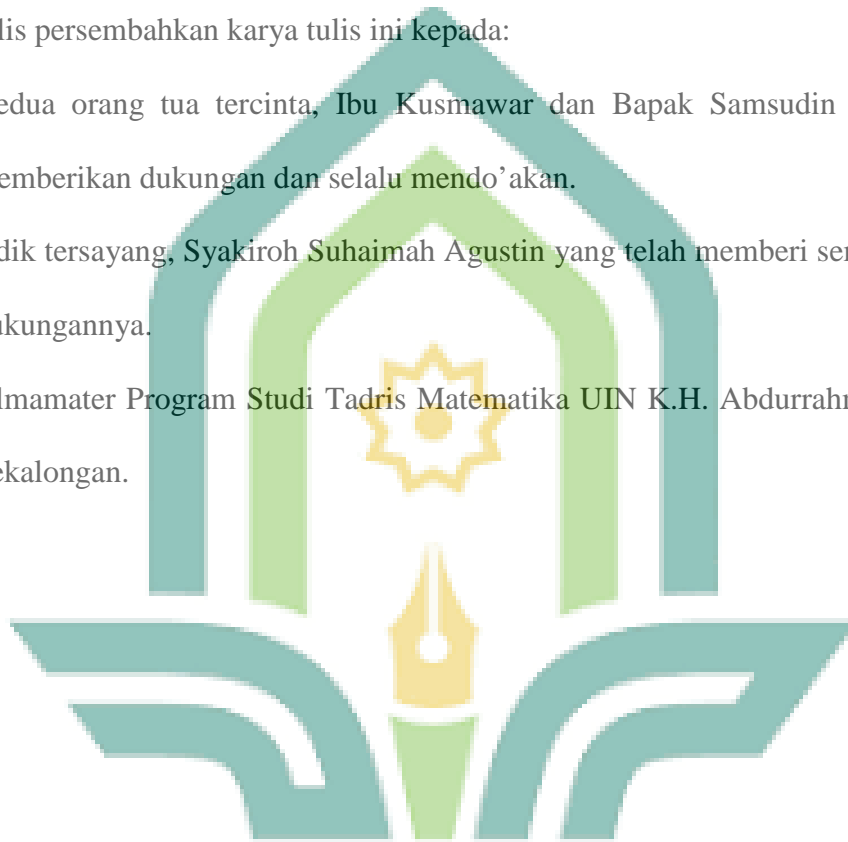 lis persembahkan karya tulis ini kepada:
edua orang tua tercinta, Ibu Kusmawar dan Bapak Samsudin
emberikan dukungan dan selalu mendo’akan.
dik tersayang, Syakiroh Suhaimah Agustin yang telah memberi ser
ukungannya.
lmamater Program Studi Tadris Matematika UIN K.H. Abdurrahm
ekalongan.